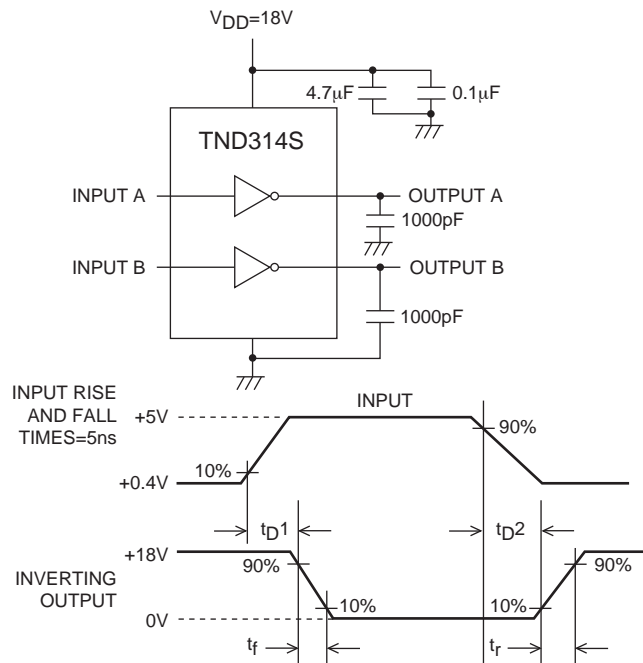 VDD=18V
4.7μF
0.1μF
TND314S
INPUT A
OUTPUT A
1000pF
INPUT B
OUTPUT B
1000pF
INPUT RISE
AND FALL
TIMES=5ns
+5V
INPUT
90%
10%
+0.4V
tD1
tD2
+18V
90%
90%
INVERTING
OUTPUT
10%
10%
0V
tf
tr